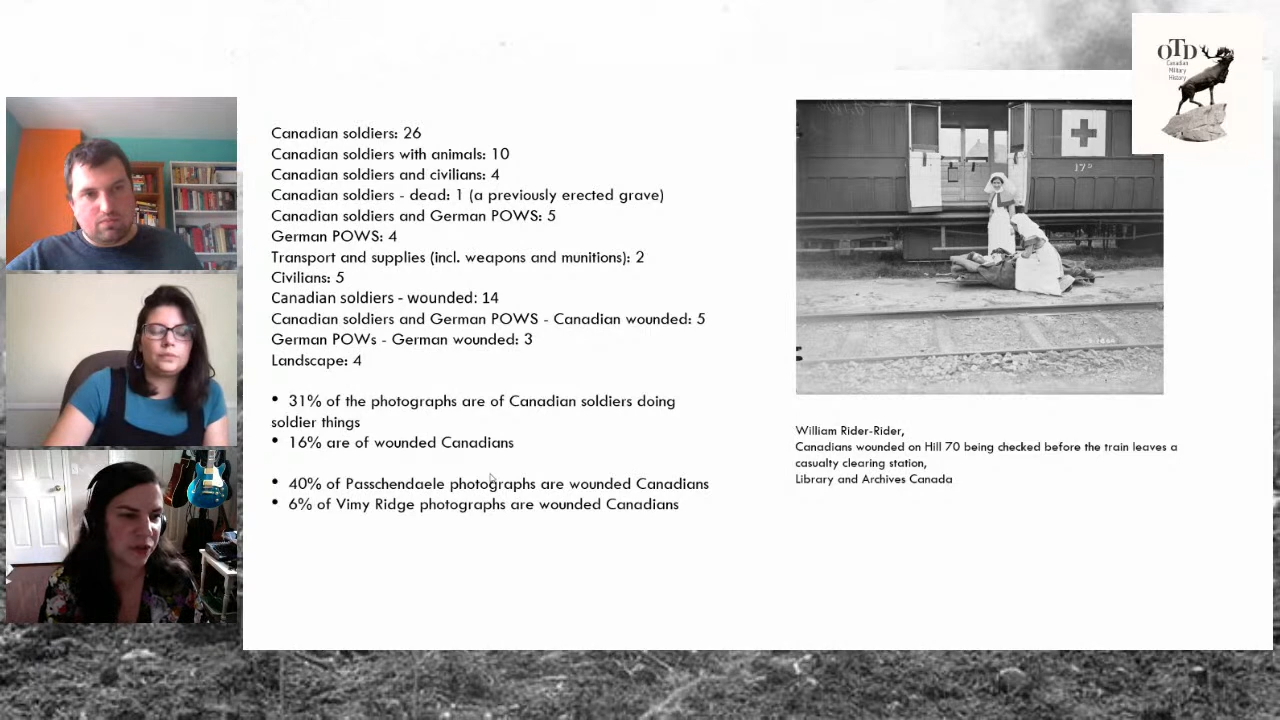 OTD
Canadian
Military
History
Canadian soldiers: 26
Canadian soldiers with animals: 10
Canadian soldiers and civilians: 4
Canadian soldiers - dead: 1 (a previously erected grave)
Canadian soldiers and German POWS: 5
German POWS: 4
Transport and supplies (incl. weapons and munitions): 2
Civilians: 5
Canadian soldiers - wounded: 14
Canadian soldiers and German POWS - Canadian wounded: 5
German POWs - German wounded: 3
Landscape: 4
• 31% of the photographs are of Canadian soldiers doing
soldier things
• 16% are of wounded Canadians
• 40% of Passchendaele photographs are wounded Canadians
• 6% of Vimy Ridge photographs are wounded Canadians
William Rider-Rider,
Canadians wounded on Hill 70 being checked before the train leaves a
casualty clearing station,
Library and Archives Canada